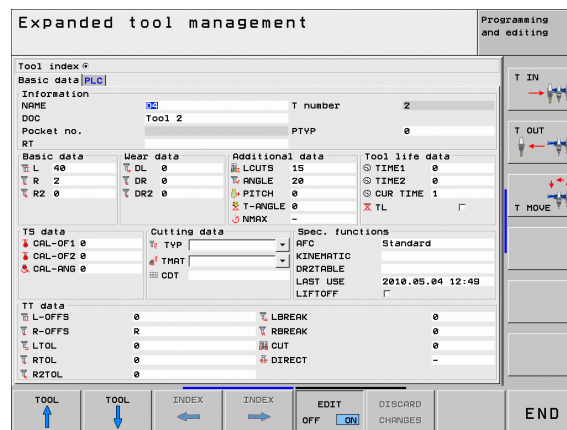 Expanded tool management
Programming
and editing
Tool index
Basic data PLC
Information
NAME D4 T number 2
DOC Tool 2
Pocket no. PTYP 0
RT
Basic data Wear data Additional data Tool life data
L 40 DL 0 LCUTS 15 TIME1 0
R 2 DR 0 ANGLE 20 TIME2 0
R2 0 DR2 0 PITCH 0 CUR TIME 1
T-ANGLE 0 TL
NMAX -
TS data Cutting data Spec. functions
CAL-OF1 0 TYP AFC Standard
CAL-OF2 0 TMAT KINEMATIC
CAL-ANG 0 CDT DR2TABLE
LAST USE 2010.05.04 12:49
LIFTOFF
TT data
L-OFFS 0 LBREAK 0
R-OFFS R RBREAK 0
LTOL 0 CUT 0
RTOL 0 DIRECT -
R2TOL 0
T IN
T OUT
T MOVE
TOOL TOOL INDEX INDEX EDIT DISCARD
OFF ON CHANGES
END